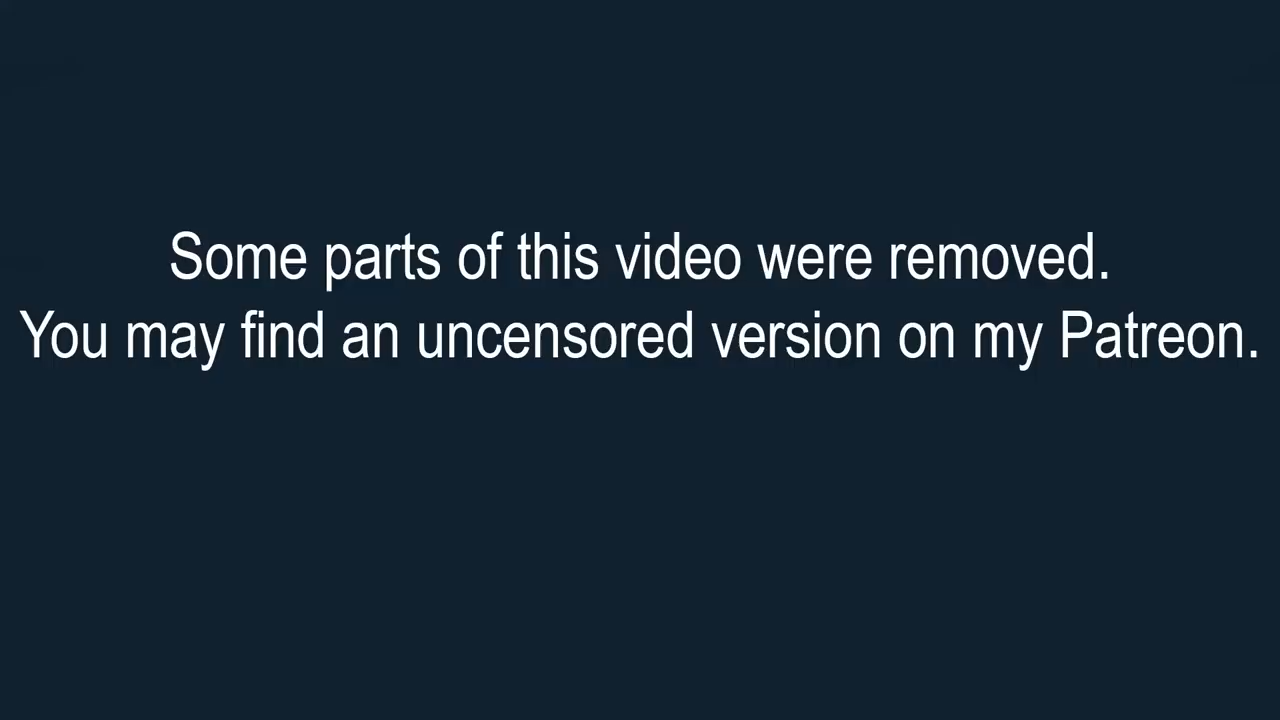 Some parts of this video were removed.
You may find an uncensored version on my Patreon.